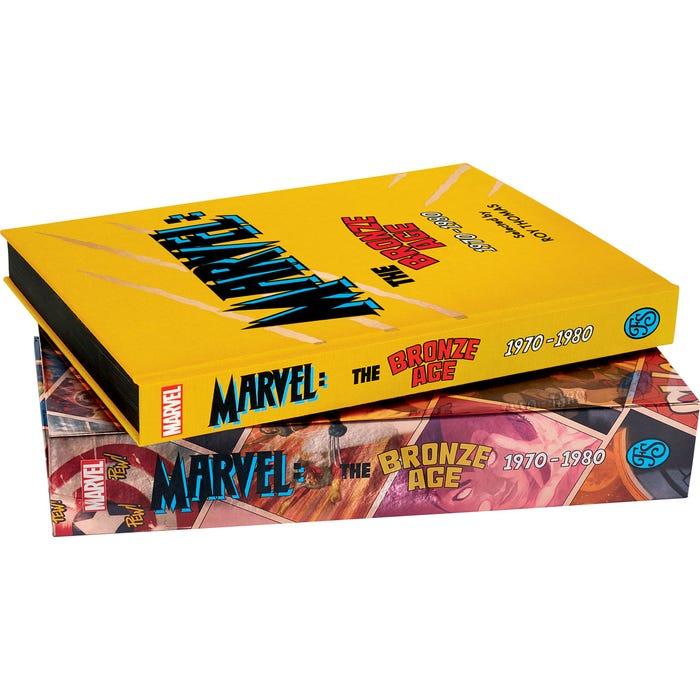 MARVEL:
THE
BRONZE
AGE
1970-1980
Selected by
ROY THOMAS
MARVEL
MARVEL: THE BRONZE AGE 1970-1980
FS
PEW!
PEW!
PEW!
MARVEL
MARVEL: THE BRONZE AGE 1970-1980
FS